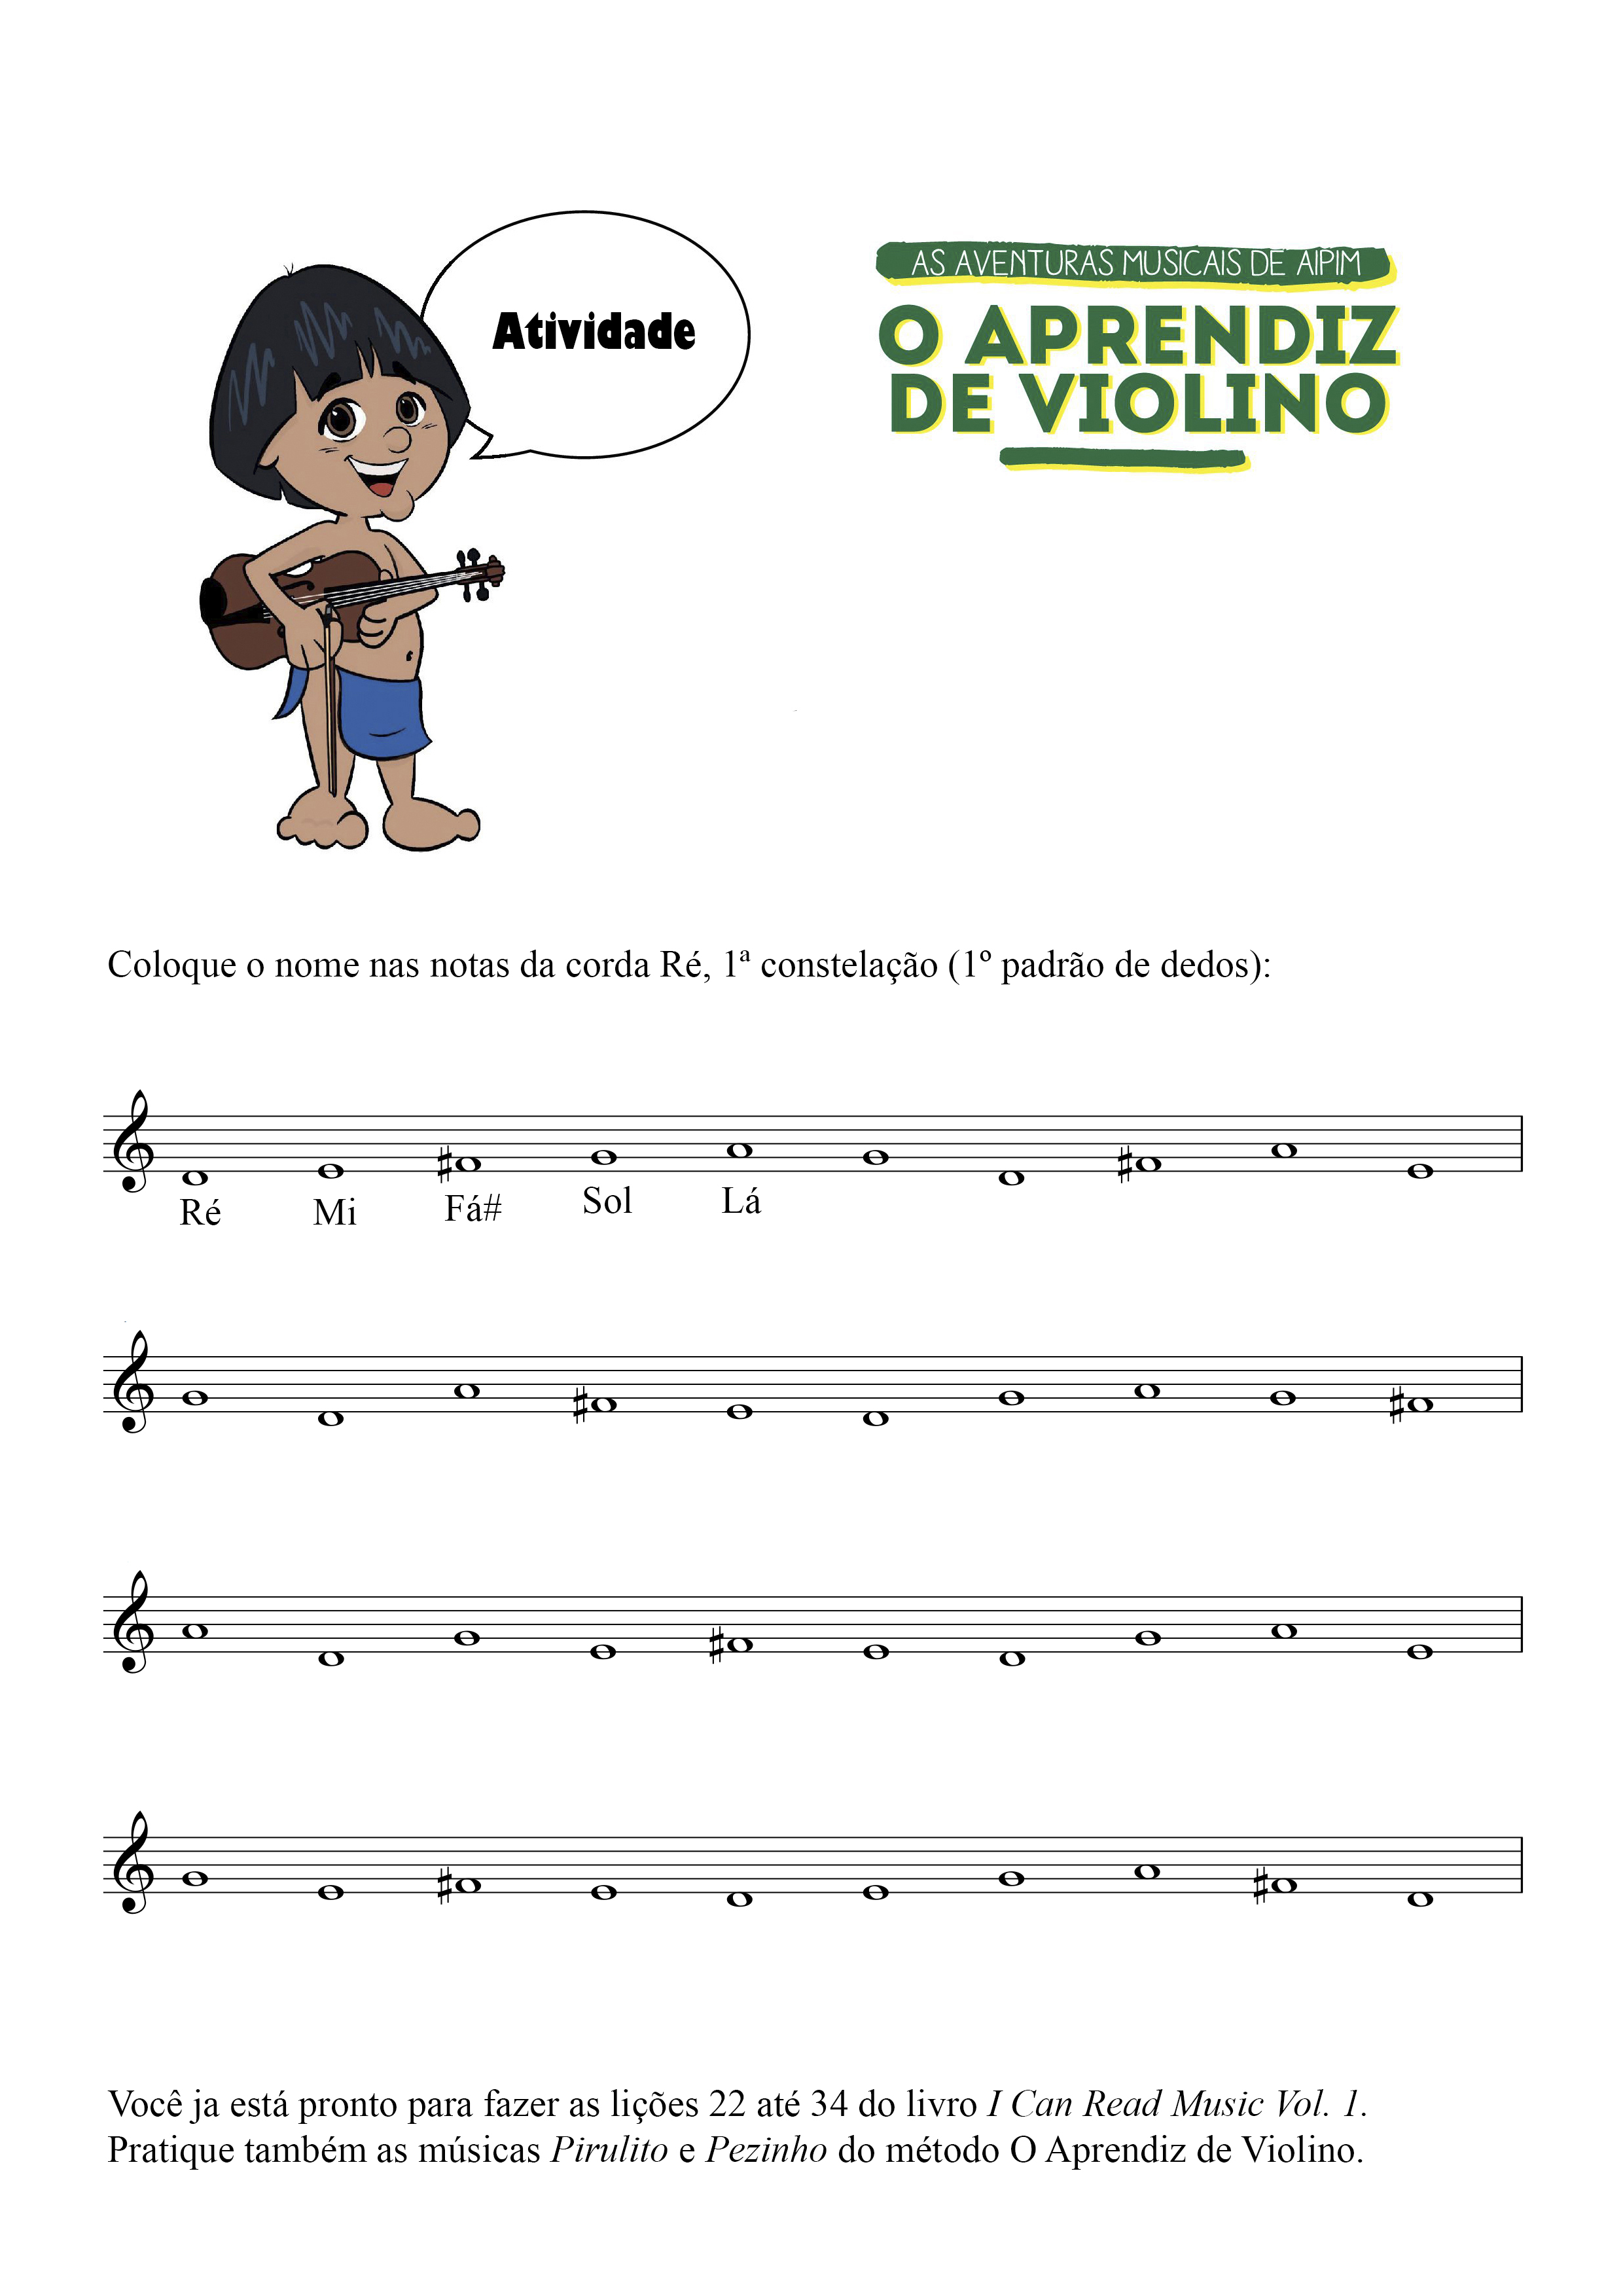 Atividade
AS AVENTURAS MUSICAIS DE AIPIM
O APRENDIZ
DE VIOLINO
Coloque o nome nas notas da corda Ré, 1ª constelação (1º padrão de dedos):
Ré Mi Fá# Sol Lá
Você ja está pronto para fazer as lições 22 até 34 do livro I Can Read Music Vol. 1.
Pratique também as músicas Pirulito e Pezinho do método O Aprendiz de Violino.